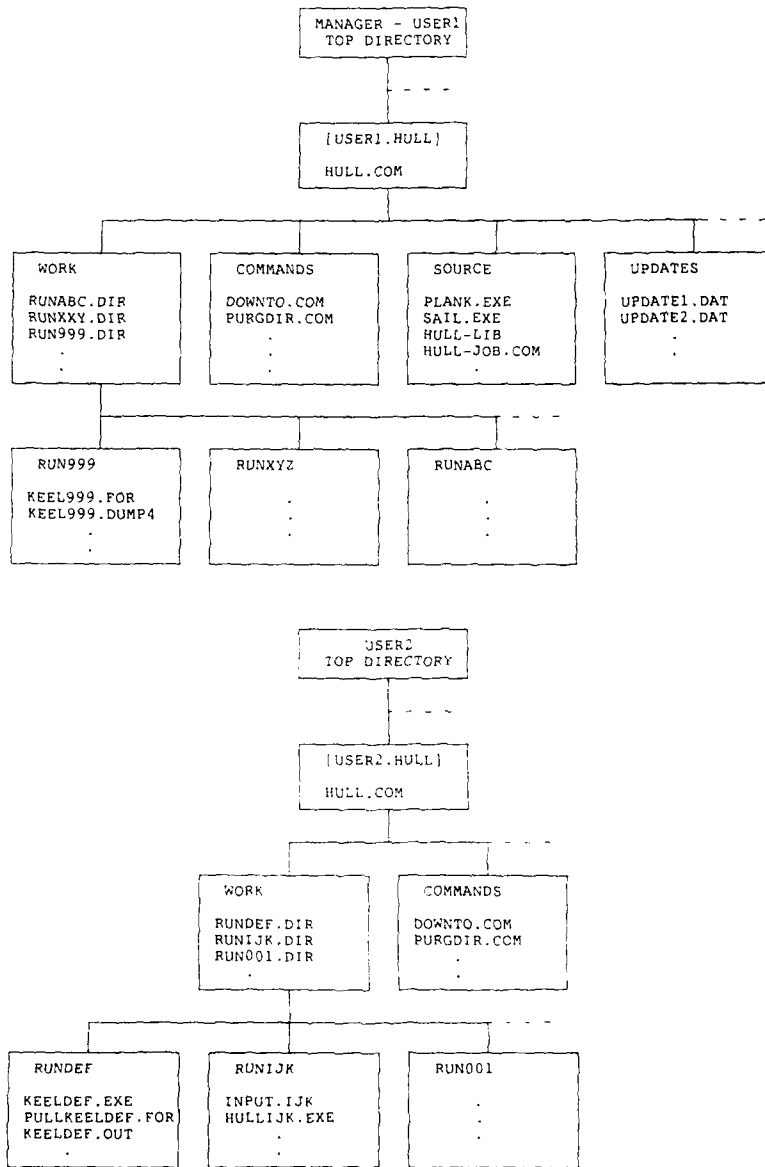 MANAGER - USER1
TOP DIRECTORY
[USER1.HULL]
HULL.COM
WORK
RUNABC.DIR
RUNXXY.DIR
RUN999.DIR
.
.
COMMANDS
DOWNTO.COM
PURGDIR.COM
.
.
.
SOURCE
PLANK.EXE
SAIL.EXE
HULL-LIB
HULL-JOB.COM
.
UPDATES
UPDATE1.DAT
UPDATE2.DAT
.
.
RUN999
KEEL999.FOR
KEEL999.DUMP4
.
.
RUNXYZ
.
.
.
RUNABC
.
.
.
USER2
TOP DIRECTORY
[USER2.HULL]
HULL.COM
WORK
RUNDEF.DIR
RUNIJK.DIR
RUN001.DIR
.
COMMANDS
DOWNTO.COM
PURGDIR.COM
.
.
RUNDEF
KEELDEF.EXE
PULLKEELDEF.FOR
KEELDEF.OUT
.
RUNIJK
INPUT.IJK
HULLIJK.EXE
.
.
RUN001
.
.
.